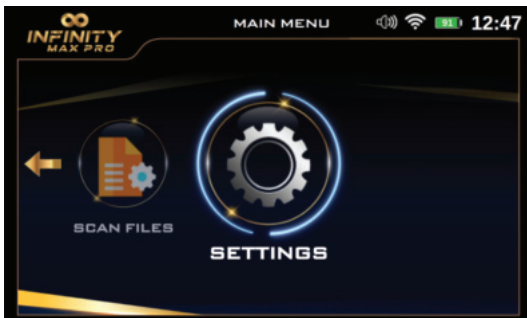 INFINITY
MAX PRO
MAIN MENU
91
12:47
SCAN FILES
SETTINGS